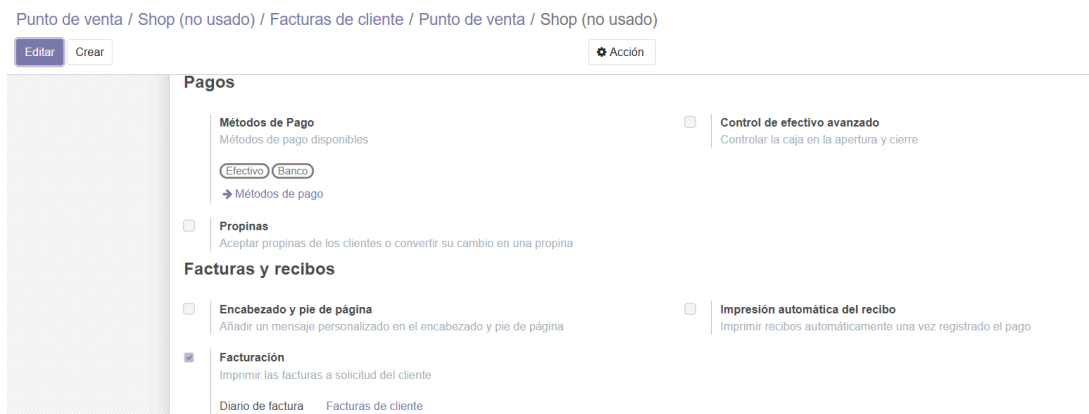 Punto de venta / Shop (no usado) / Facturas de cliente / Punto de venta / Shop (no usado)
Editar Crear Acción
Pagos
Métodos de Pago
Métodos de pago disponibles
Efectivo Banco
Métodos de pago
Control de efectivo avanzado
Controlar la caja en la apertura y cierre
Propinas
Aceptar propinas de los clientes o convertir su cambio en una propina
Facturas y recibos
Encabezado y pie de página
Añadir un mensaje personalizado en el encabezado y pie de página
Impresión automática del recibo
Imprimir recibos automáticamente una vez registrado el pago
Facturación
Imprimir las facturas a solicitud del cliente
Diario de factura Facturas de cliente